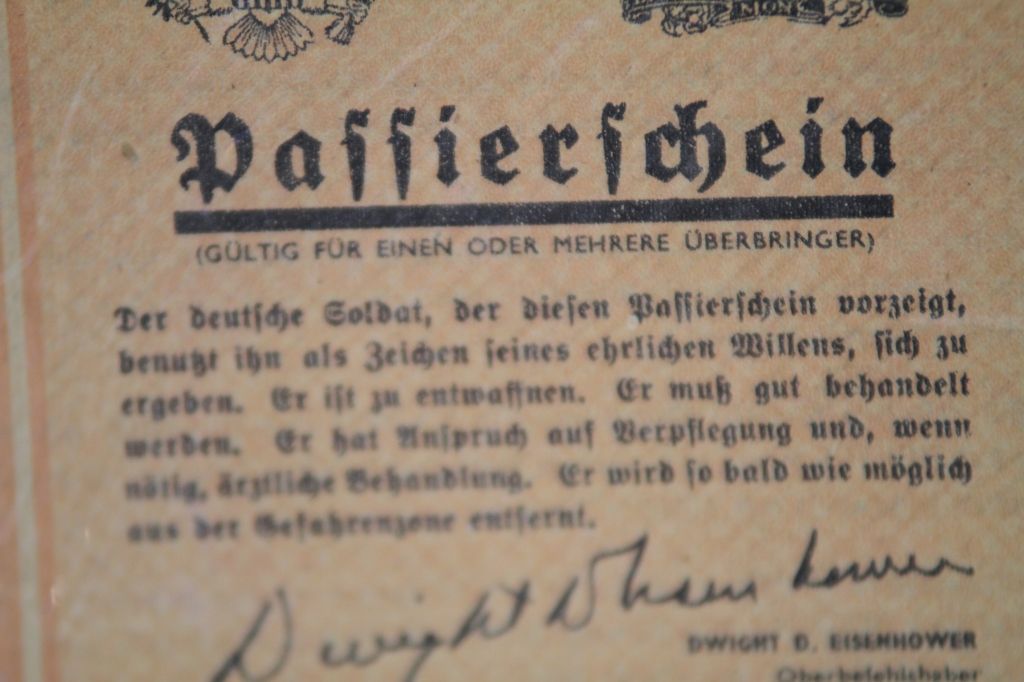 Passierschein
(GÜLTIG FÜR EINEN ODER MEHRERE ÜBERBRINGER)
Der deutsche Soldat, der diesen Passierschein vorzeigt,
benutzt ihn als Zeichen seines ehrlichen Willens, sich zu
ergeben. Er ist zu entwaffnen. Er muß gut behandelt
werden. Er hat Anspruch auf Verpflegung und, wenn
nötig, ärztliche Behandlung. Er wird so bald wie möglich
aus der Gefahrenzone entfernt.
Dwight D Eisenhower
DWIGHT D. EISENHOWER
Oberbefehlshaber